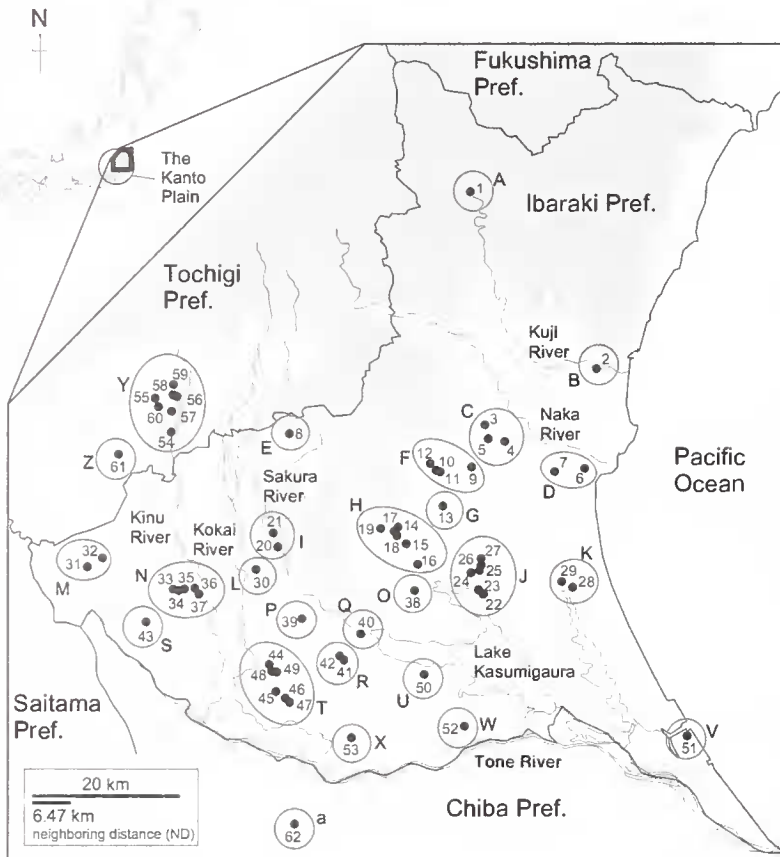 N
Fukushima
Pref.
The
Kanto
Plain
A
1
Ibaraki Pref.
Tochigi
Pref.
Kuji
River
2
B
Y
59
58
55
56
60
57
54
C
3
5
4
Naka
River
E
8
Z
61
F
12
10
11
9
7
6
D
Pacific
Ocean
Sakura
River
13
G
H
17
14
19
18
15
16
21
20
I
Kinu
River
Kokai
River
32
31
M
N
33
35
36
34
37
L
30
27
26
25
24
23
22
J
K
29
28
O
38
P
39
Q
40
43
S
44
48
49
45
46
47
T
42
41
R
Lake
Kasumigaura
50
U
Saitama
Pref.
52
W
53
X
V
51
Tone River
20 km
6.47 km
neighboring distance (ND)
Chiba Pref.
a
62